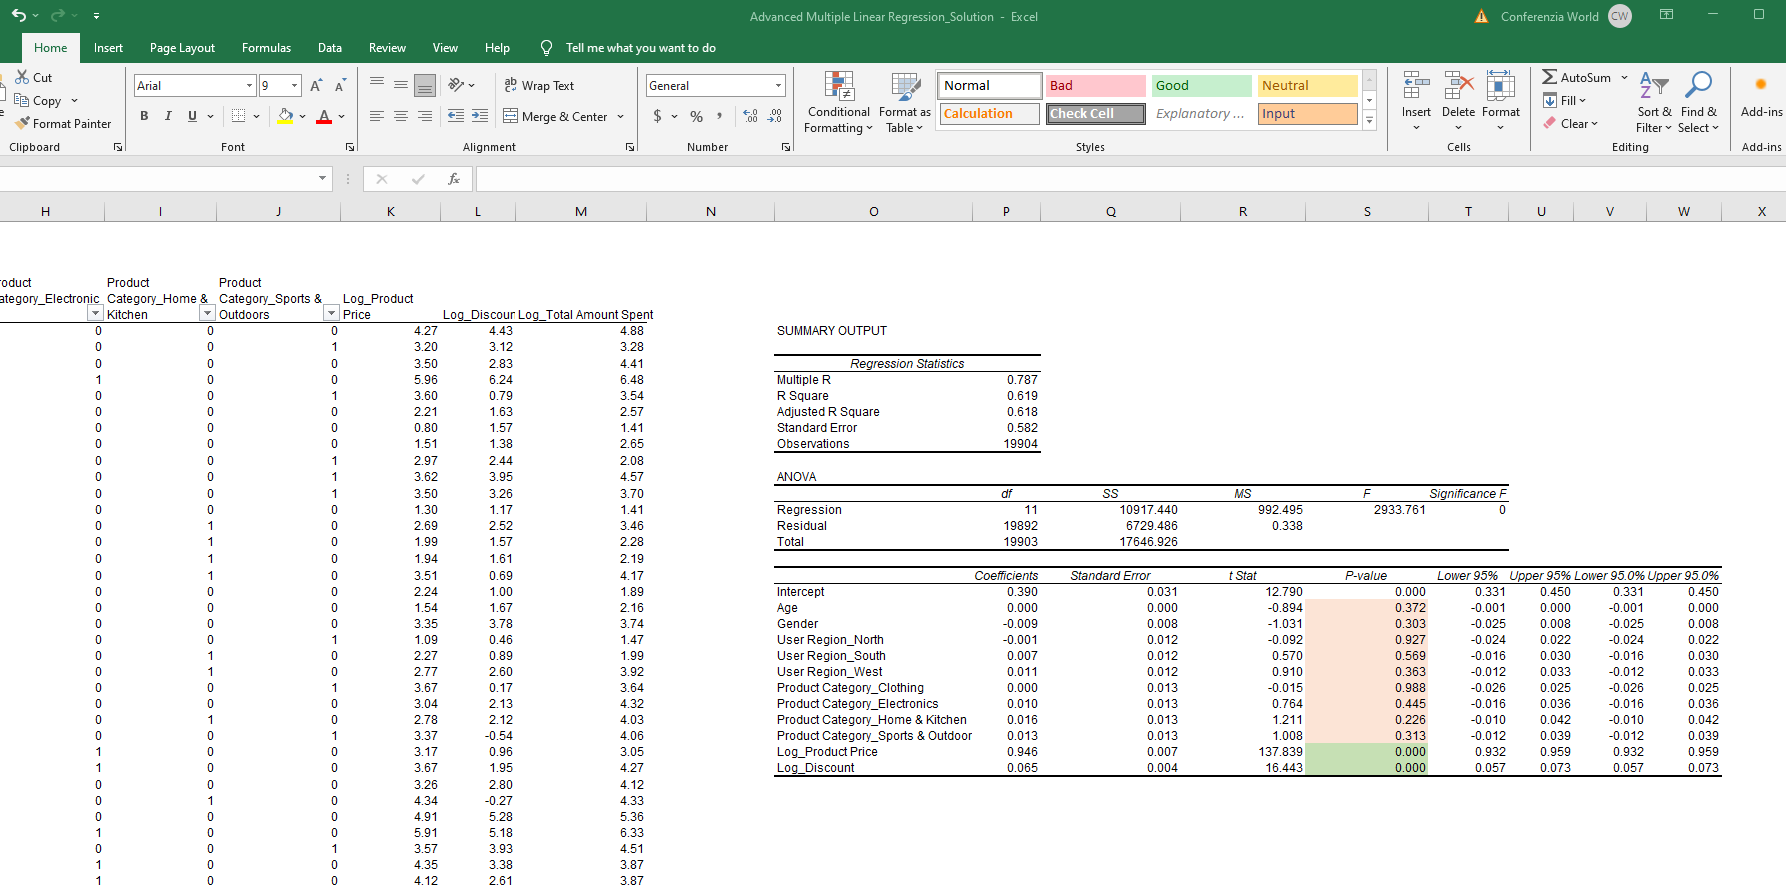 Advanced Multiple Linear Regression_Solution - Excel
Conferenzia World CW
Home Insert Page Layout Formulas Data Review View Help Tell me what you want to do
Cut
Copy
Format Painter
Clipboard
Arial 9 A A
B I U A
Font
ab Wrap Text
Merge & Center
Alignment
General
$ % ,
Number
Conditional Formatting
Format as Table
Normal Bad Good Neutral
Calculation Check Cell Explanatory ... Input
Styles
Insert Delete Format
Cells
AutoSum
Fill
Clear
Sort & Filter
Find & Select
Editing
Add-ins
Add-ins
fx
H I J K L M N O P Q R S T U V W X
roduct Product Product
ategory_Electronic Category_Home & Category_Sports & Log_Product
Kitchen Outdoors Price Log_Discour Log_Total Amount Spent
0 0 0 4.27 4.43 4.88 SUMMARY OUTPUT
0 0 1 3.20 3.12 3.28
0 0 0 3.50 2.83 4.41 Regression Statistics
1 0 0 5.96 6.24 6.48 Multiple R 0.787
0 0 1 3.60 0.79 3.54 R Square 0.619
0 0 0 2.21 1.63 2.57 Adjusted R Square 0.618
0 0 0 0.80 1.57 1.41 Standard Error 0.582
0 0 0 1.51 1.38 2.65 Observations 19904
0 0 1 2.97 2.44 2.08
0 0 1 3.62 3.95 4.57 ANOVA
0 0 1 3.50 3.26 3.70 df SS MS F Significance F
0 0 0 1.30 1.17 1.41 Regression 11 10917.440 992.495 2933.761 0
0 1 0 2.69 2.52 3.46 Residual 19892 6729.486 0.338
0 1 0 1.99 1.57 2.28 Total 19903 17646.926
0 1 0 1.94 1.61 2.19
0 1 0 3.51 0.69 4.17 Coefficients Standard Error t Stat P-value Lower 95% Upper 95% Lower 95.0% Upper 95.0%
0 1 0 2.24 1.00 1.89 Intercept 0.390 0.031 12.790 0.000 0.331 0.450 0.331 0.450
0 0 0 1.54 1.67 2.16 Age 0.000 0.000 -0.894 0.372 -0.001 0.000 -0.001 0.000
0 0 0 3.35 3.78 3.74 Gender -0.009 0.008 -1.031 0.303 -0.025 0.008 -0.025 0.008
0 0 1 1.09 0.46 1.47 User Region_North -0.001 0.012 -0.092 0.927 -0.024 0.022 -0.024 0.022
0 1 0 2.27 0.89 1.99 User Region_South 0.007 0.012 0.570 0.569 -0.016 0.030 -0.016 0.030
0 1 0 2.77 2.60 3.92 User Region_West 0.011 0.012 0.910 0.363 -0.012 0.033 -0.012 0.033
0 0 1 3.67 0.17 3.64 Product Category_Clothing 0.000 0.013 -0.015 0.988 -0.026 0.025 -0.026 0.025
0 0 0 3.04 2.13 4.32 Product Category_Electronics 0.010 0.013 0.764 0.445 -0.016 0.036 -0.016 0.036
0 1 0 2.78 2.12 4.03 Product Category_Home & Kitchen 0.016 0.013 1.211 0.226 -0.010 0.042 -0.010 0.042
0 0 1 3.37 -0.54 4.06 Product Category_Sports & Outdoor 0.013 0.013 1.008 0.313 -0.012 0.039 -0.012 0.039
1 0 0 3.17 0.96 3.05 Log_Product Price 0.946 0.007 137.839 0.000 0.932 0.959 0.932 0.959
1 0 0 3.67 1.95 4.27 Log_Discount 0.065 0.004 16.443 0.000 0.057 0.073 0.057 0.073
0 0 0 3.26 2.80 4.12
0 1 0 4.34 -0.27 4.33
0 0 0 4.91 5.28 5.36
1 0 0 5.91 5.18 6.33
0 0 1 3.57 3.93 4.51
1 0 0 4.35 3.38 3.87
1 0 0 4.12 2.61 3.87